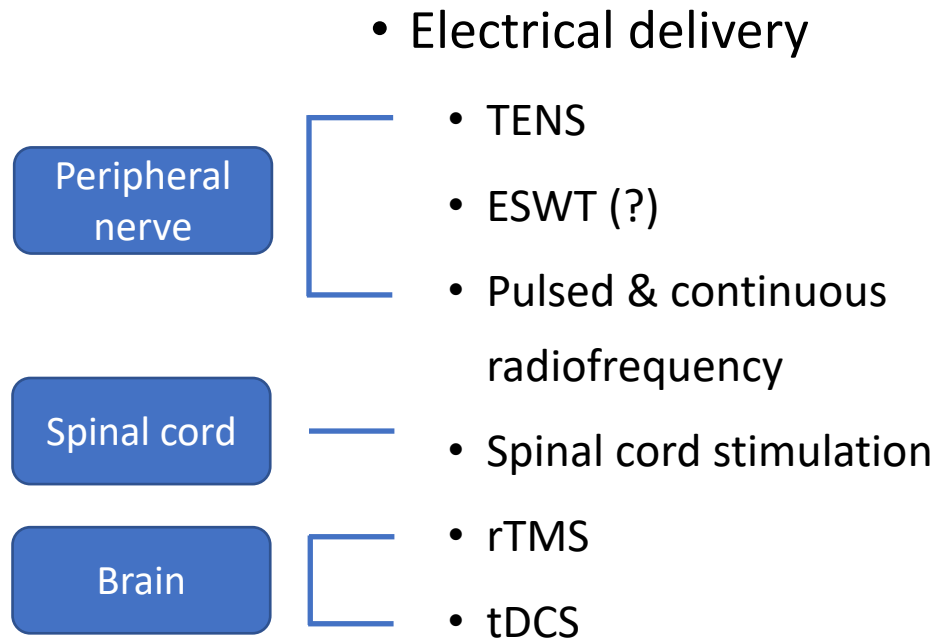 • Electrical delivery
Peripheral
nerve
• TENS
• ESWT (?)
• Pulsed & continuous
radiofrequency
Spinal cord
• Spinal cord stimulation
Brain
• rTMS
• tDCS